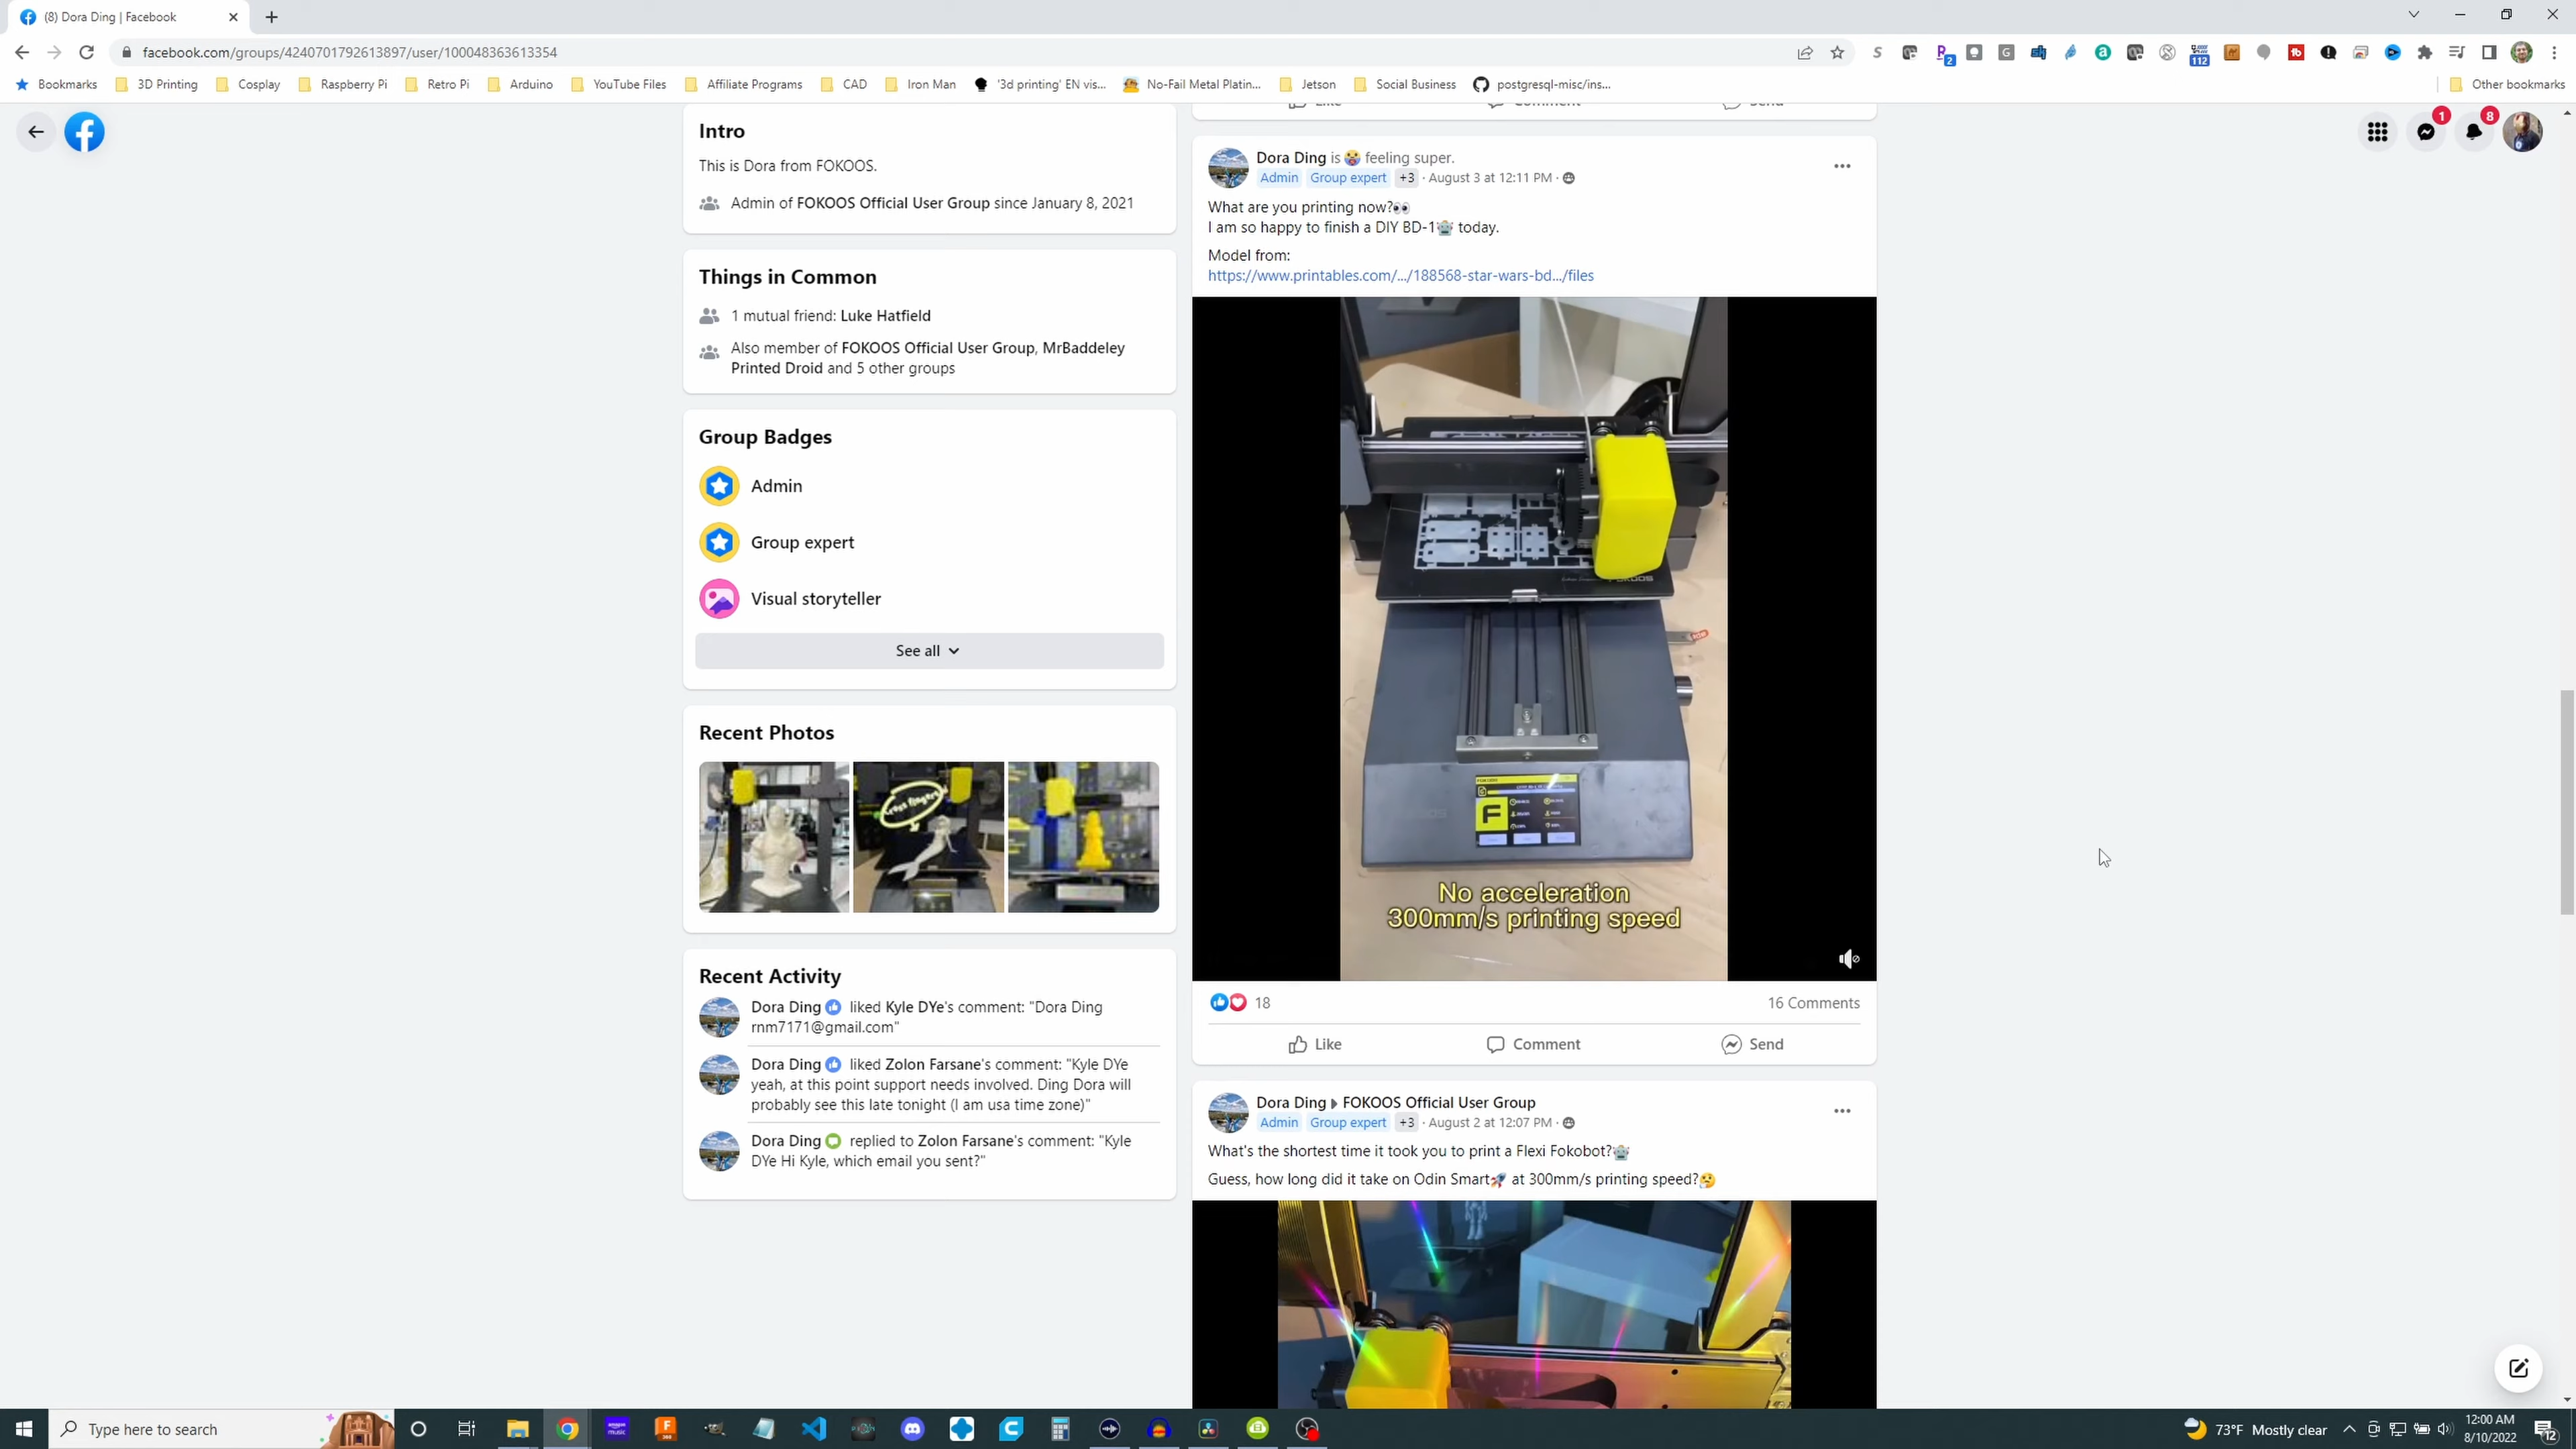 (8) Dora Ding | Facebook
facebook.com/groups/4240701792613897/user/100048363613354
2
112
Bookmarks
3D Printing
Cosplay
Raspberry Pi
Retro Pi
Arduino
YouTube Files
Affiliate Programs
CAD
Iron Man
'3d printing' EN vis...
No-Fail Metal Platin...
Jetson
Social Business
postgresql-misc/ins...
Other bookmarks
1
8
Intro
This is Dora from FOKOOS.
Admin of FOKOOS Official User Group since January 8, 2021
Things in Common
1 mutual friend: Luke Hatfield
Also member of FOKOOS Official User Group, MrBaddeley
Printed Droid and 5 other groups
Group Badges
Admin
Group expert
Visual storyteller
See all
Recent Photos
Recent Activity
Dora Ding liked Kyle DYe's comment: "Dora Ding
rnm7171@gmail.com"
Dora Ding liked Zolon Farsane's comment: "Kyle DYe
yeah, at this point support needs involved. Ding Dora will
probably see this late tonight (I am usa time zone)"
Dora Ding replied to Zolon Farsane's comment: "Kyle
DYe Hi Kyle, which email you sent?"
Dora Ding is 🤪 feeling super.
Admin Group expert +3 · August 3 at 12:11 PM ·
What are you printing now?👀
I am so happy to finish a DIY BD-1🤖 today.
Model from:
https://www.printables.com/.../188568-star-wars-bd.../files
FOKOOS
F
No acceleration
300mm/s printing speed
18
16 Comments
Like
Comment
Send
Dora Ding ▸ FOKOOS Official User Group
Admin Group expert +3 · August 2 at 12:07 PM ·
What's the shortest time it took you to print a Flexi Fokobot?🤖
Guess, how long did it take on Odin Smart🚀 at 300mm/s printing speed?🤔
Type here to search
73°F Mostly clear
12:00 AM
8/10/2022
12